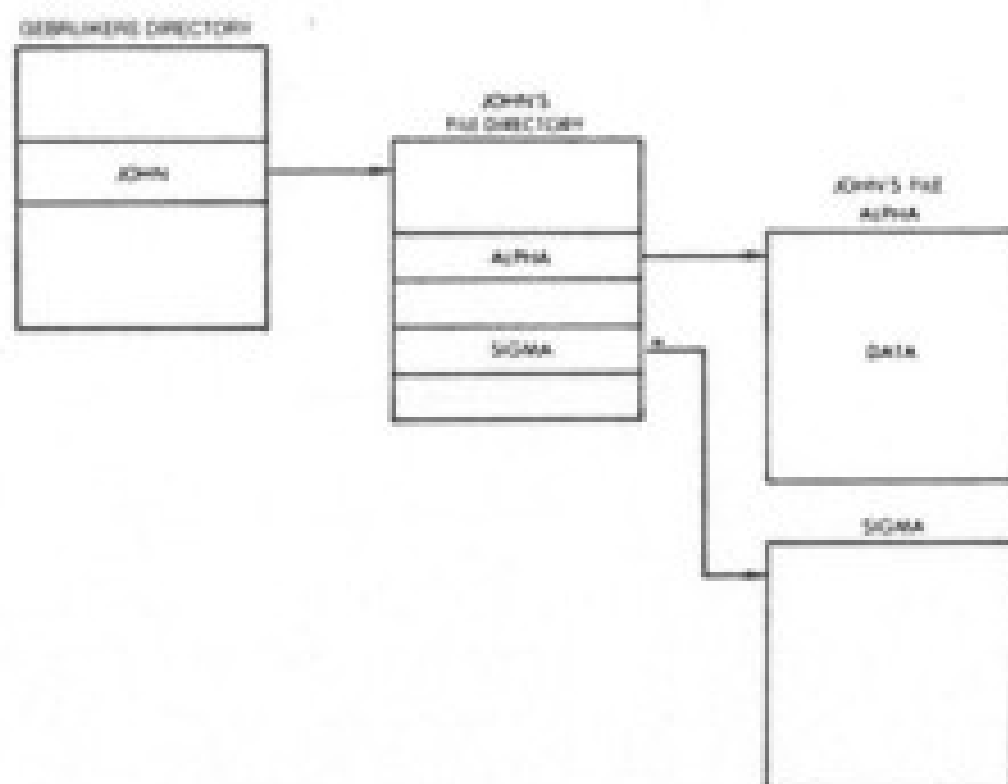 GEBRUIKERS DIRECTORY
JOHN
JOHN'S
FILE DIRECTORY
ALPHA
SIGMA
JOHN'S FILE
ALPHA
DATA
SIGMA